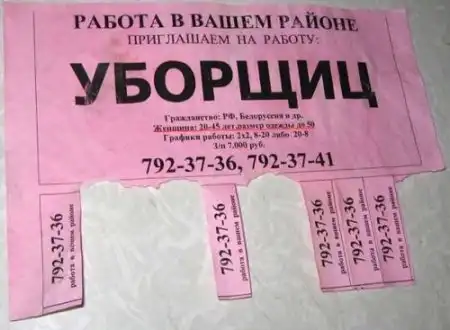 РАБОТА В ВАШЕМ РАЙОНЕ
ПРИГЛАШАЕМ НА РАБОТУ:
УБОРЩИЦ
Гражданство: РФ, Белоруссия и др.
Женщина: 20-45 лет, размер одежды до 50
Графики работы: 2х2, 8-20 либо 20-8
З/п 7.000 руб.
792-37-36, 792-37-41
792-37-36
работа в вашем районе
792-37-36
работа в вашем районе
792-37-36
работа в вашем районе
792-37-36
работа в вашем районе
792-37-36
работа в вашем районе